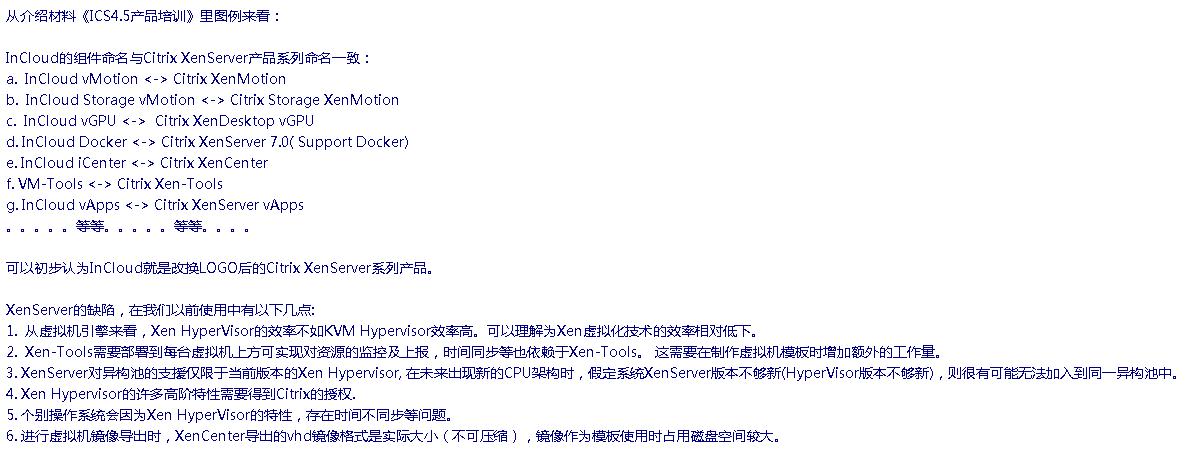 从介绍材料《ICS4.5产品培训》里图例来看：
InCloud的组件命名与Citrix XenServer产品系列命名一致：
a. InCloud vMotion <-> Citrix XenMotion
b. InCloud Storage vMotion <-> Citrix Storage XenMotion
c. InCloud vGPU <-> Citrix XenDesktop vGPU
d. InCloud Docker <-> Citrix XenServer 7.0( Support Docker)
e. InCloud iCenter <-> Citrix XenCenter
f. VM-Tools <-> Citrix Xen-Tools
g. InCloud vApps <-> Citrix XenServer vApps
。。。。。等等。。。。。等等。。。。
可以初步认为InCloud就是改换LOGO后的Citrix XenServer系列产品。
XenServer的缺陷，在我们以前使用中有以下几点:
1. 从虚拟机引擎来看，Xen HyperVisor的效率不如KVM Hypervisor效率高。可以理解为Xen虚拟化技术的效率相对低下。
2. Xen-Tools需要部署到每台虚拟机上方可实现对资源的监控及上报，时间同步等也依赖于Xen-Tools。 这需要在制作虚拟机模板时增加额外的工作量。
3. XenServer对异构池的支援仅限于当前版本的Xen Hypervisor, 在未来出现新的CPU架构时，假定系统XenServer版本不够新(HyperVisor版本不够新)，则很有可能无法加入到同一异构池中。
4. Xen Hypervisor的许多高阶特性需要得到Citrix的授权.
5. 个别操作系统会因为Xen HyperVisor的特性，存在时间不同步等问题。
6. 进行虚拟机镜像导出时，XenCenter导出的vhd镜像格式是实际大小（不可压缩），镜像作为模板使用时占用磁盘空间较大。